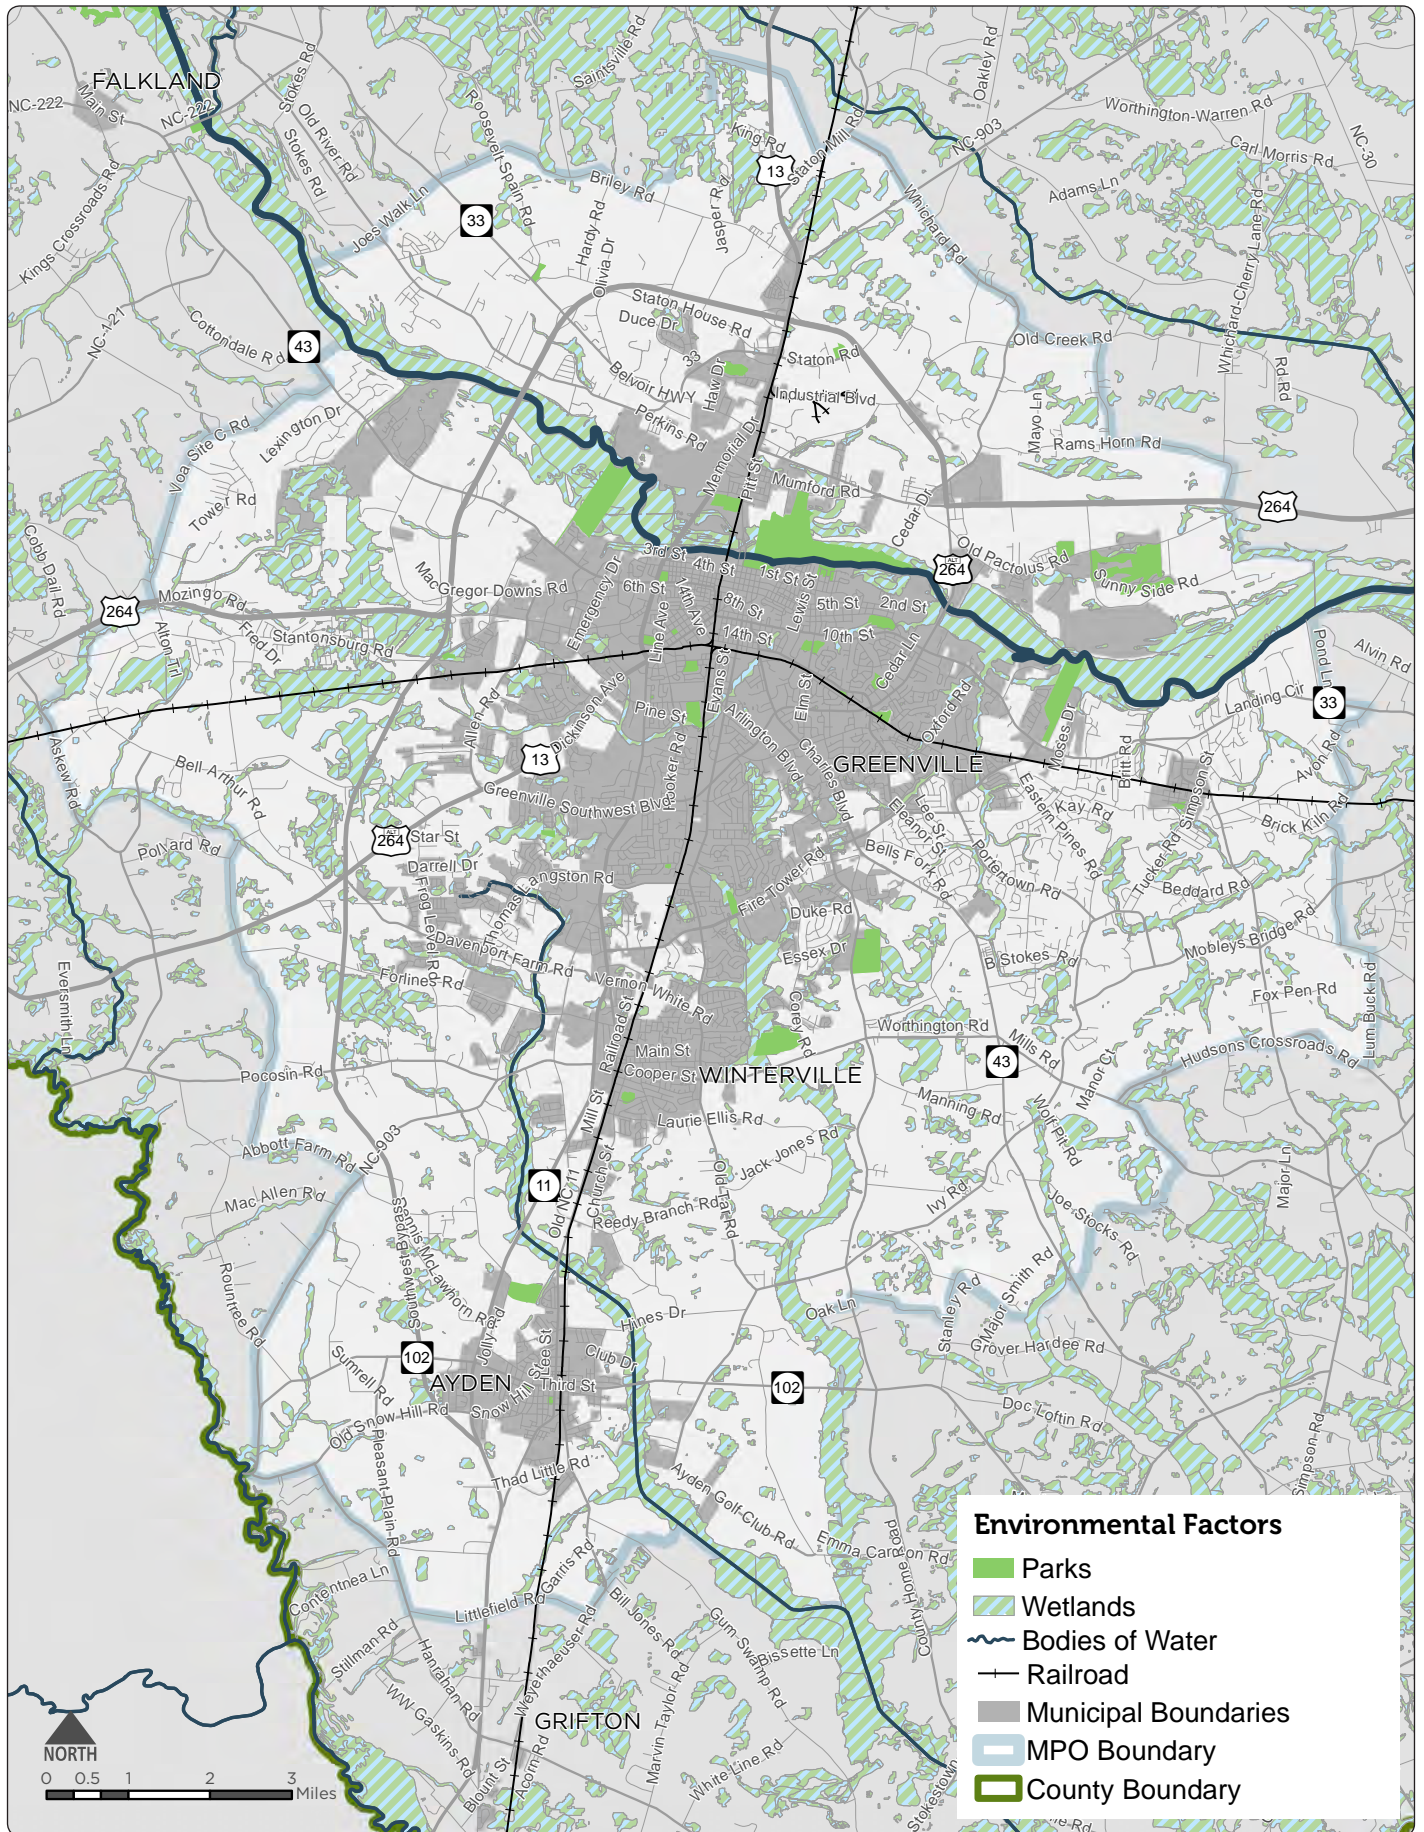 FALKLAND
NC-222
Main St
NC-222
Stokes Rd
Old River Rd
Stokes Rd
Roosevelt Spain Rd
Saintsville Rd
Oakley Rd
Worthington-Warren Rd
NC-30
Carl Morris Rd
NC-903
King Rd
Staton Mill Rd
13
Adams Ln
Kings Crossroads Rd
Joes Walk Ln
33
Briley Rd
Hardy Rd
Olivia Dr
Jasper Rd
Whichard Rd
Whichard-Cherry Lane Rd
NC-121
Cottondale Rd
43
Staton House Rd
Duce Dr
33
Staton Rd
Old Creek Rd
Rd Rd
Belvoir HWY
Haw Dr
Industrial Blvd
Mayo Ln
Lexington Dr
Perkins Rd
Memorial Dr
Rams Horn Rd
Voa Site C Rd
Tower Rd
Pitt St
Mumford Rd
Cedar Dr
264
Cobb Dail Rd
3rd St
4th St
1st St
Old Pactolus Rd
ALT
264
Sunny Side Rd
MacGregor Downs Rd
Emergency Dr
6th St
14th Ave
8th St
Lewis St
5th St
2nd St
264
Mozingo Rd
Alton Trl
Fred Dr
Stantonsburg Rd
Line Ave
14th St
10th St
Cedar Ln
Pond Ln
Alvin Rd
Landing Cir
33
Allen Rd
Dickinson Ave
Pine St
Evans St
Elm St
Oxford Rd
Moses Dr
Askew Rd
13
Arlington Blvd
Charles Blvd
GREENVILLE
Britt Rd
Avon Rd
Bell Arthur Rd
Hooker Rd
Greenville Southwest Blvd
Eleanor St
Lee St
Eastern Pines Rd
Kay Rd
Simpson St
Brick Kiln Rd
Polyard Rd
ALT
264
Star St
Darrell Dr
Frog Level Rd
Thomas Langston Rd
Fire Tower Rd
Bells Fork Rd
Portertown Rd
Tucker Rd
Beddard Rd
Duke Rd
Davenport Farm Rd
Forlines Rd
Vernon White Rd
Essex Dr
B Stokes Rd
Mobleys Bridge Rd
Eversmith Ln
Railroad St
Corey Rd
Fox Pen Rd
Lum Buck Rd
Worthington Rd
Main St
Cooper St
WINTERVILLE
43
Mills Rd
Hudsons Crossroads Rd
Pocosin Rd
Mill St
Laurie Ellis Rd
Manning Rd
Manor Ct
Wolf Pit Rd
Abbott Farm Rd
NC-903
Mac Allen Rd
11
Old NC 11
Church St
Old Tar Rd
Jack Jones Rd
Ivy Rd
Major Ln
Joe Stocks Rd
Reedy Branch Rd
Dennis McLawhorn Rd
Southwest Bypass
Rountree Rd
Jolly Rd
Hines Dr
Oak Ln
Stanley Rd
Major Smith Rd
Grover Hardee Rd
102
AYDEN
Lee St
Club Dr
Sumrell Rd
Third St
102
Snow Hill St
Old Snow Hill Rd
Doc Loftin Rd
Simpson Rd
Pleasant Plain Rd
Thad Little Rd
Ayden Golf Club Rd
Emma Cannon Rd
County Home Road
Contentnea Ln
Littlefield Rd
Garris Rd
Bill Jones Rd
Gum Swamp Rd
Bissette Ln
Stillman Rd
Hanrahan Rd
Weyerhaeuser Rd
WW Gaskins Rd
GRIFTON
Marvin Taylor Rd
White Line Rd
Blount St
Acorn Rd
Stokestown
Environmental Factors
Parks
Wetlands
Bodies of Water
Railroad
Municipal Boundaries
MPO Boundary
County Boundary
NORTH
0 0.5 1 2 3
Miles